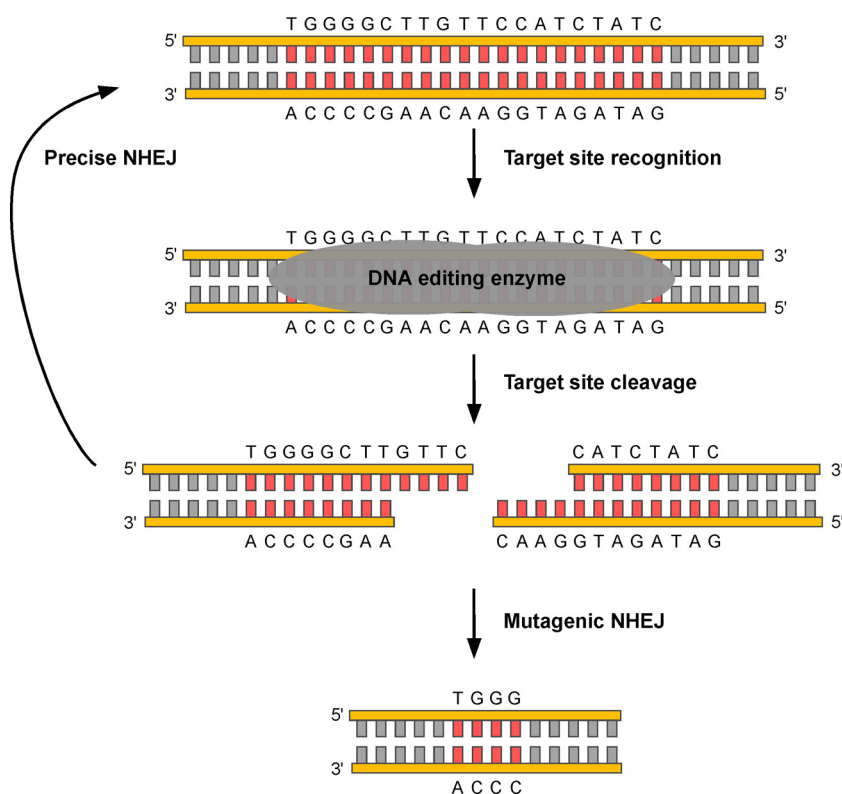 T G G G G C T T G T T C C A T C T A T C
5' 3'
3' 5'
A C C C C G A A C A A G G T A G A T A G
Precise NHEJ
Target site recognition
T G G G G C T T G T T C C A T C T A T C
5' 3'
DNA editing enzyme
3' 5'
A C C C C G A A C A A G G T A G A T A G
Target site cleavage
T G G G G C T T G T T C C A T C T A T C
5' 3'
3' 5'
A C C C C G A A C A A G G T A G A T A G
Mutagenic NHEJ
T G G G
5'
3'
A C C C